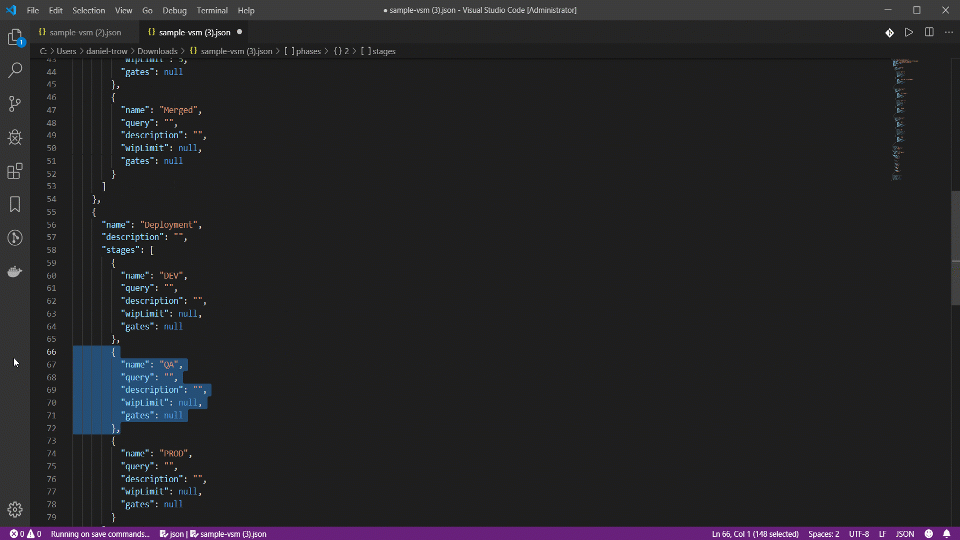 File Edit Selection View Go Debug Terminal Help
● sample-vsm (3).json - Visual Studio Code [Administrator]
{} sample-vsm (2).json
{} sample-vsm (3).json ●
C: > Users > daniel-trow > Downloads > {} sample-vsm (3).json > [ ] phases > {} 2 > [ ] stages
1
43 "wipLimit": 5,
44 "gates": null
45 },
46 {
47 "name": "Merged",
48 "query": "",
49 "description": "",
50 "wipLimit": null,
51 "gates": null
52 }
53 ]
54 },
55 {
56 "name": "Deployment",
57 "description": "",
58 "stages": [
59 {
60 "name": "DEV",
61 "query": "",
62 "description": "",
63 "wipLimit": null,
64 "gates": null
65 },
66 {
67 "name": "QA",
68 "query": "",
69 "description": "",
70 "wipLimit": null,
71 "gates": null
72 },
73 {
74 "name": "PROD",
75 "query": "",
76 "description": "",
77 "wipLimit": null,
78 "gates": null
79 }
0 0 Running on save commands... json | sample-vsm (3).json
Ln 66, Col 1 (148 selected) Spaces: 2 UTF-8 LF JSON